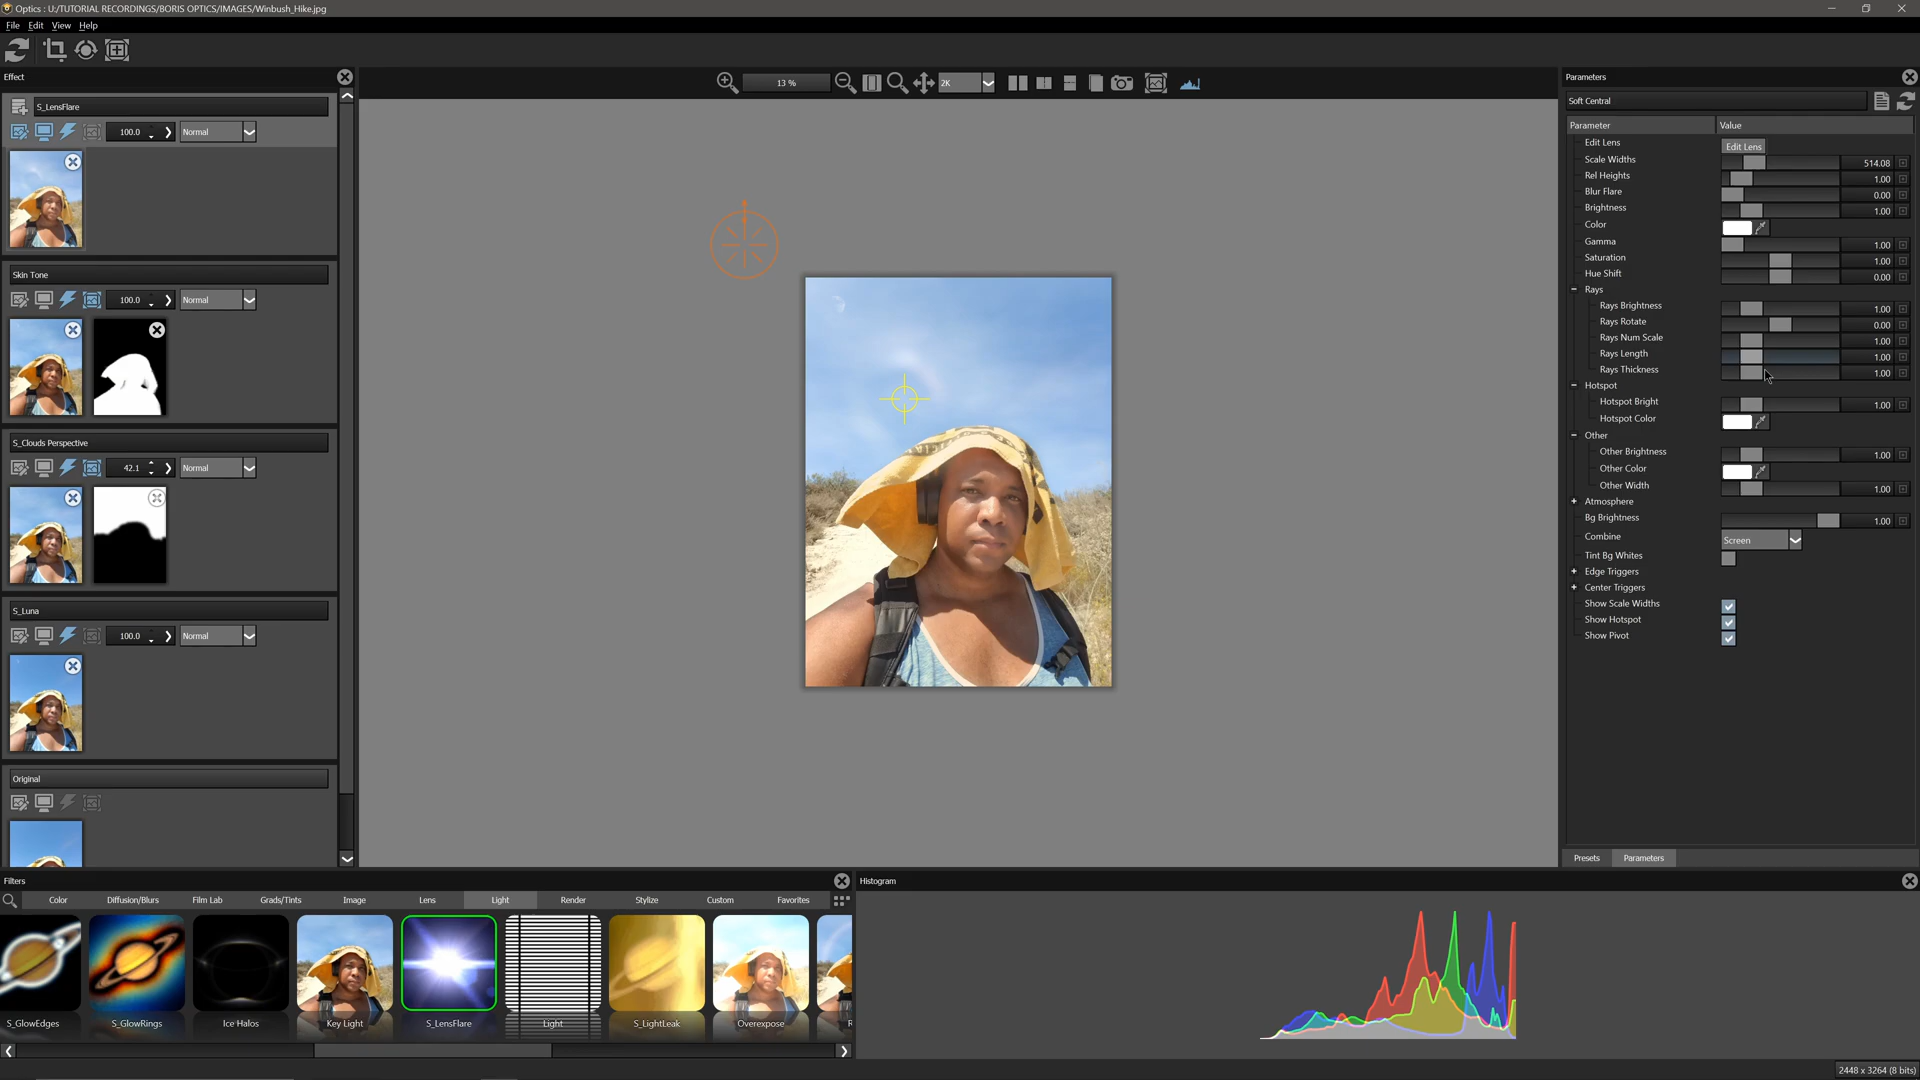 Optics : U:/TUTORIAL RECORDINGS/BORIS OPTICS/IMAGES/Winbush_Hike.jpg
File Edit View Help
Effect
S_LensFlare
100.0 Normal
Skin Tone
100.0 Normal
S_Clouds Perspective
42.1 Normal
S_Luna
100.0 Normal
Original
13 %
2K
Parameters
Soft Central
Parameter Value
Edit Lens Edit Lens
Scale Widths 514.08
Rel Heights 1.00
Blur Flare 0.00
Brightness 1.00
Color
Gamma 1.00
Saturation 1.00
Hue Shift 0.00
Rays
Rays Brightness 1.00
Rays Rotate 0.00
Rays Num Scale 1.00
Rays Length 1.00
Rays Thickness 1.00
Hotspot
Hotspot Bright 1.00
Hotspot Color
Other
Other Brightness 1.00
Other Color
Other Width 1.00
Atmosphere
Bg Brightness 1.00
Combine Screen
Tint Bg Whites
Edge Triggers
Center Triggers
Show Scale Widths
Show Hotspot
Show Pivot
Presets Parameters
Filters
Color Diffusion/Blurs Film Lab Grads/Tints Image Lens Light Render Stylize Custom Favorites
S_GlowEdges S_GlowRings Ice Halos Key Light S_LensFlare Light S_LightLeak Overexpose
Histogram
2448 x 3264 (8 bits)